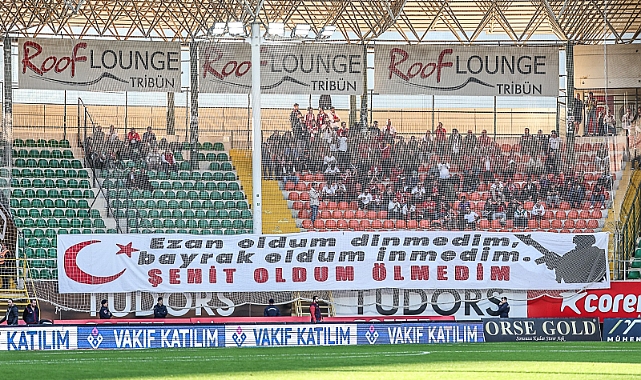 RooF LOUNGE
TRİBÜN
RooF LOUNGE
TRİBÜN
RooF LOUNGE
TRİBÜN
Ezan oldum dinmedim,
bayrak oldum inmedim.
ŞEHİT OLDUM ÖLMEDİM
TUDORS
TUDORS
VAKIF KATILIM
VAKIF KATILIM
VAKIF KATILIM
VAKIF KATILIM
ORSE GOLD